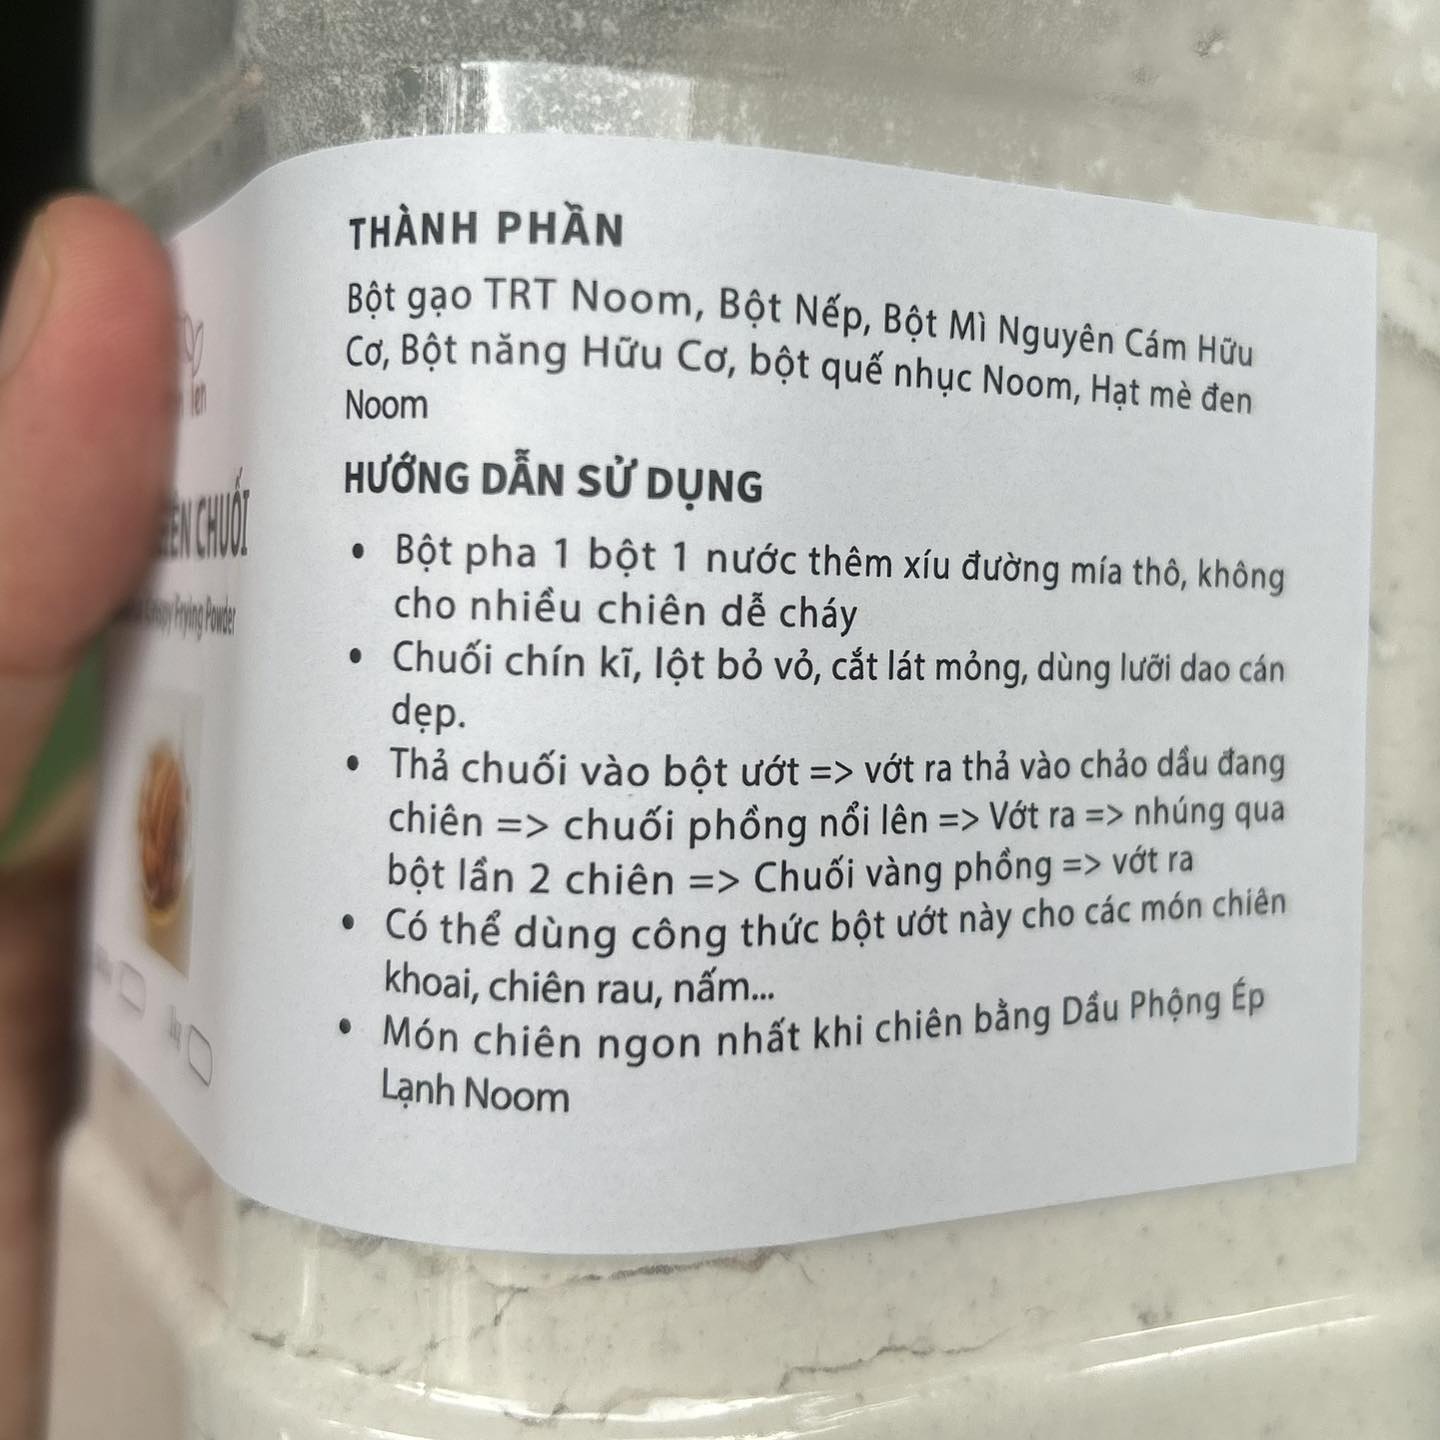 THÀNH PHẦN
Bột gạo TRT Noom, Bột Nếp, Bột Mì Nguyên Cám Hữu
Cơ, Bột năng Hữu Cơ, bột quế nhục Noom, Hạt mè đen
Noom
HƯỚNG DẪN SỬ DỤNG
• Bột pha 1 bột 1 nước thêm xíu đường mía thô, không
cho nhiều chiên dễ cháy
• Chuối chín kĩ, lột bỏ vỏ, cắt lát mỏng, dùng lưỡi dao cán
dẹp.
• Thả chuối vào bột ướt => vớt ra thả vào chảo dầu đang
chiên => chuối phồng nổi lên => Vớt ra => nhúng qua
bột lần 2 chiên => Chuối vàng phồng => vớt ra
• Có thể dùng công thức bột ướt này cho các món chiên
khoai, chiên rau, nấm...
• Món chiên ngon nhất khi chiên bằng Dầu Phộng Ép
Lạnh Noom
CHUỐI
Frying Powder